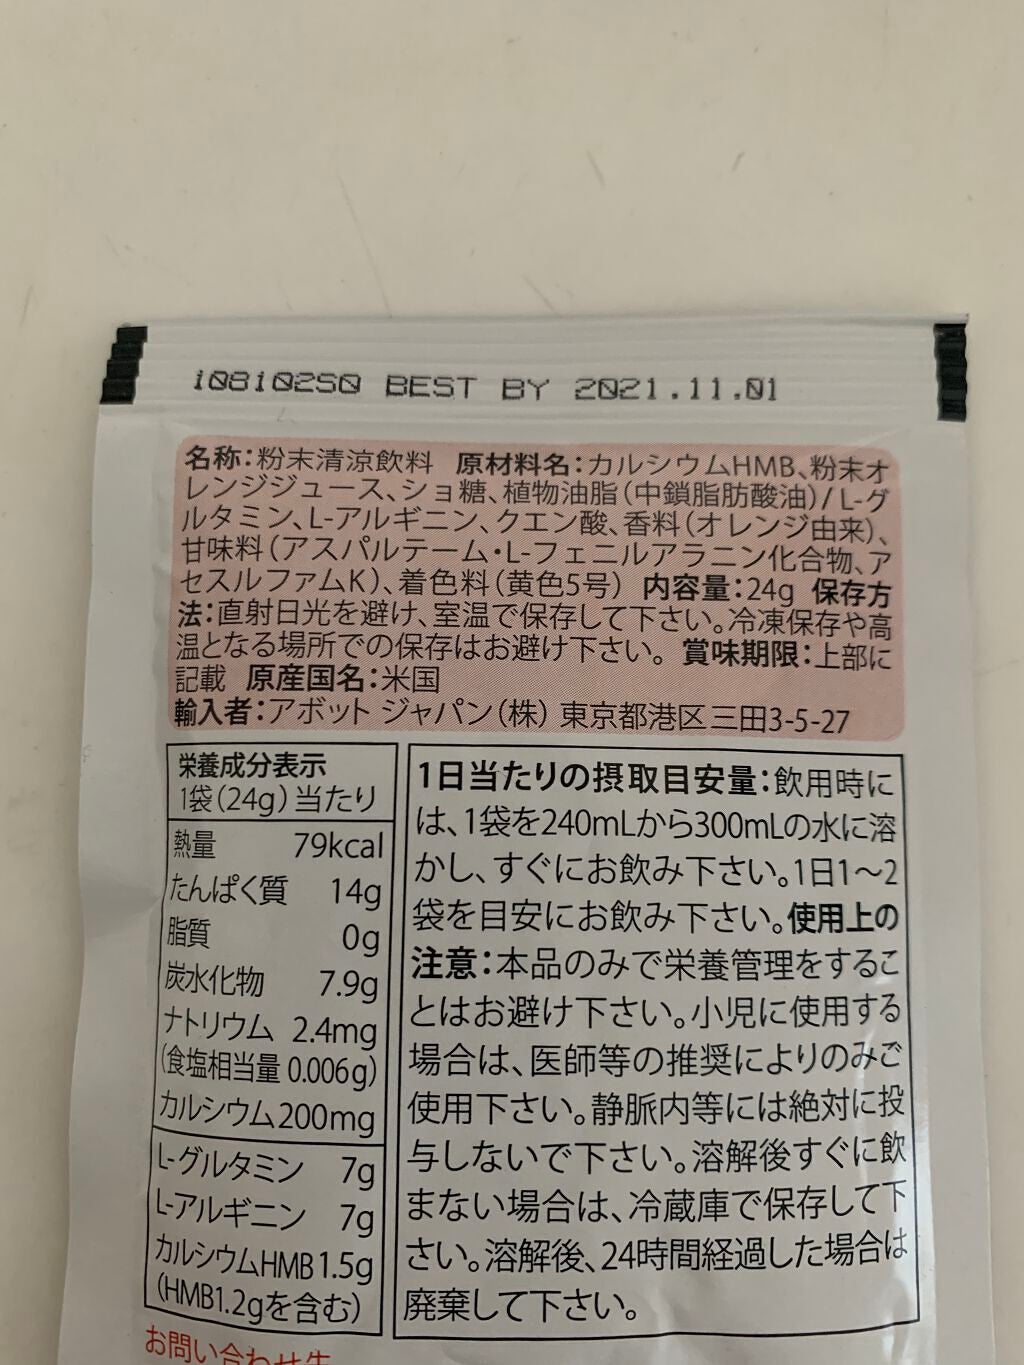 108102S0 BEST BY 2021.11.01
名称:粉末清涼飲料 原材料名:カルシウムHMB、粉末オ
レンジジュース、ショ糖、植物油脂(中鎖脂肪酸油)/L-グ
ルタミン、L-アルギニン、クエン酸、香料(オレンジ由来)、
甘味料(アスパルテーム・L-フェニルアラニン化合物、ア
セスルファムK)、着色料(黄色5号) 内容量:24g 保存方
法:直射日光を避け、室温で保存して下さい。冷凍保存や高
温となる場所での保存はお避け下さい。 賞味期限:上部に
記載 原産国名:米国
輸入者:アボット ジャパン(株) 東京都港区三田3-5-27
栄養成分表示
1袋(24g)当たり
熱量 79kcal
たんぱく質 14g
脂質 0g
炭水化物 7.9g
ナトリウム 2.4mg
(食塩相当量 0.006g)
カルシウム 200mg
L-グルタミン 7g
L-アルギニン 7g
カルシウムHMB 1.5g
(HMB1.2gを含む)
1日当たりの摂取目安量:飲用時に
は、1袋を240mLから300mLの水に溶
かし、すぐにお飲み下さい。1日1〜2
袋を目安にお飲み下さい。使用上の
注意:本品のみで栄養管理をするこ
とはお避け下さい。小児に使用する
場合は、医師等の推奨によりのみご
使用下さい。静脈内等には絶対に投
与しないで下さい。溶解後すぐに飲
まない場合は、冷蔵庫で保存して下
さい。溶解後、24時間経過した場合は
廃棄して下さい。
お問い合わせ先